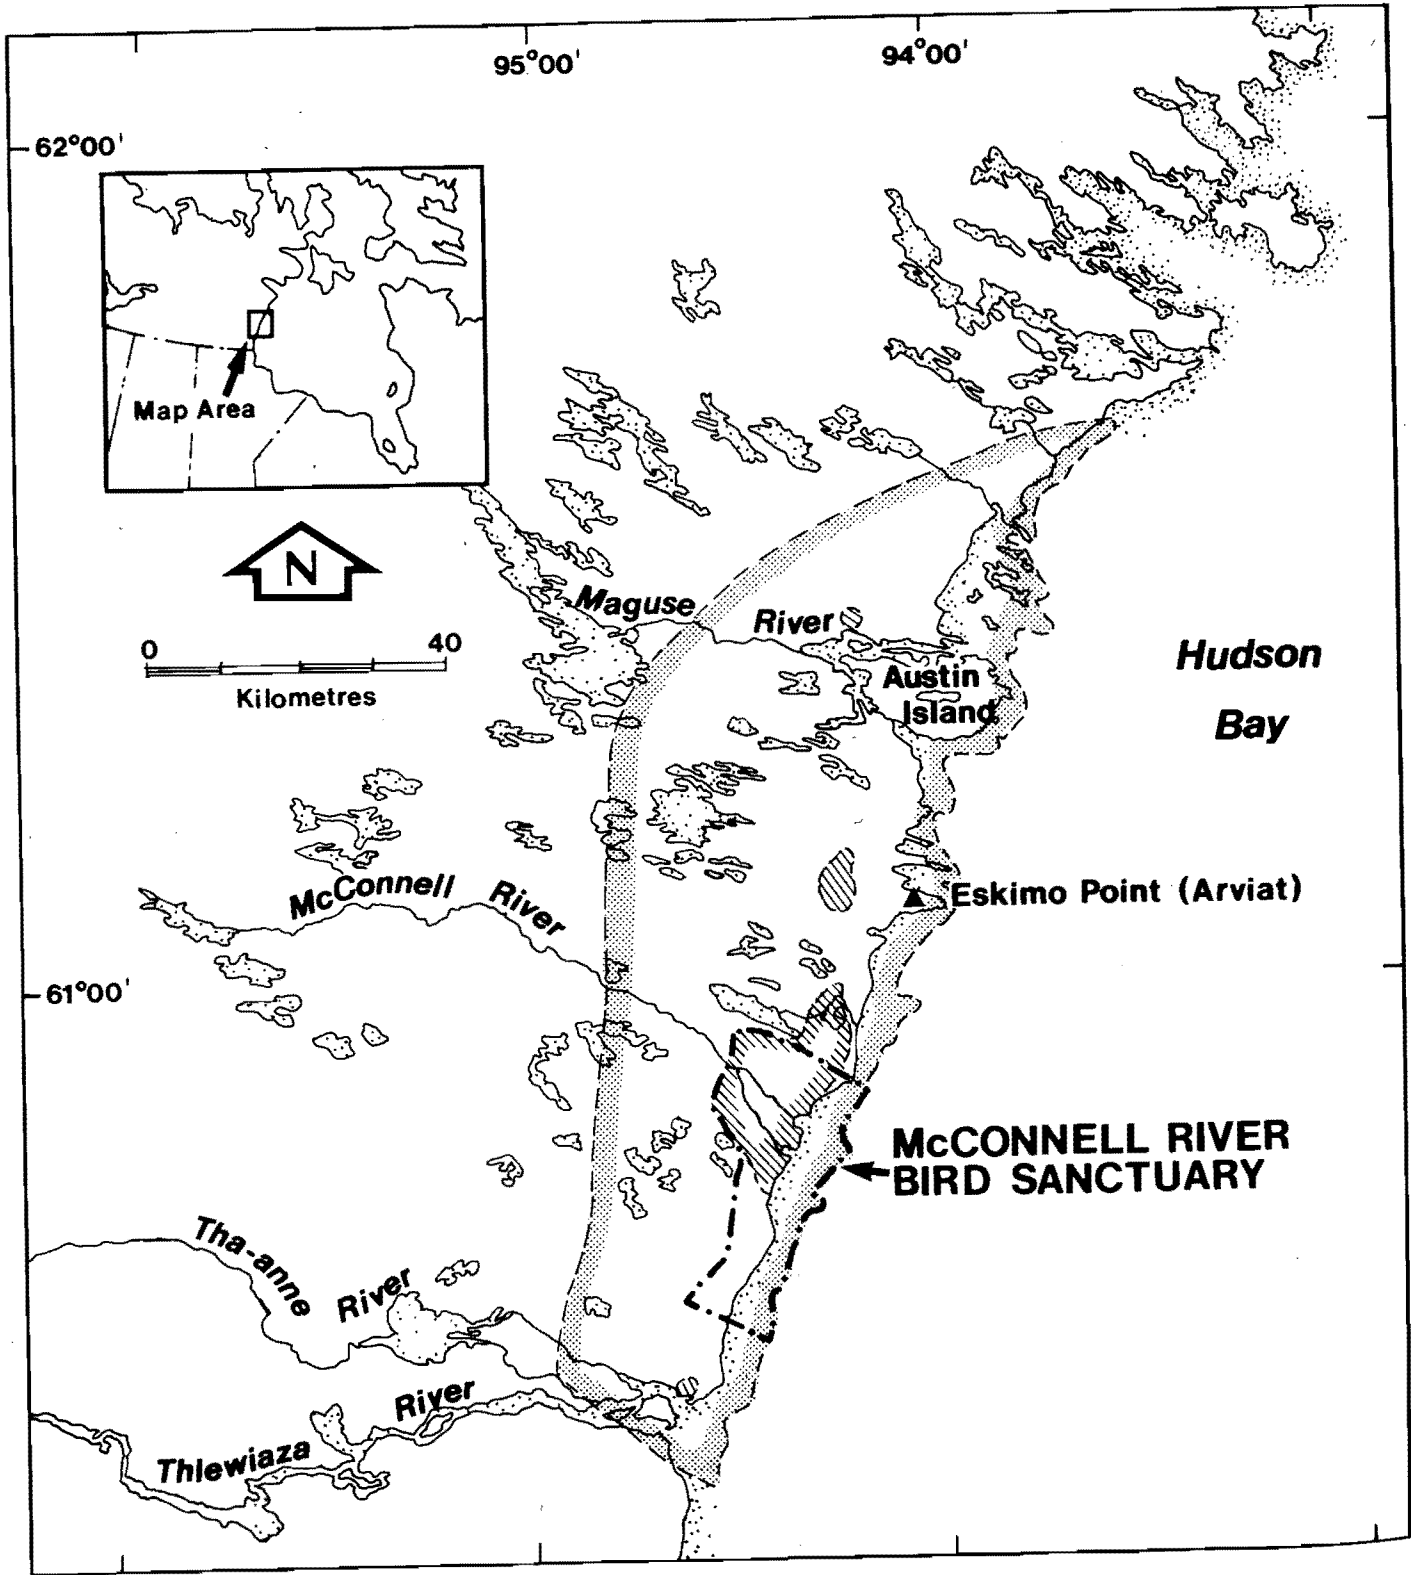 95°00'
94°00'
62°00'
Map Area
N
0 40
Kilometres
Maguse River
Austin
Island
Hudson
Bay
McConnell River
Eskimo Point (Arviat)
61°00'
McCONNELL RIVER
BIRD SANCTUARY
Tha-anne River
Thlewiaza River